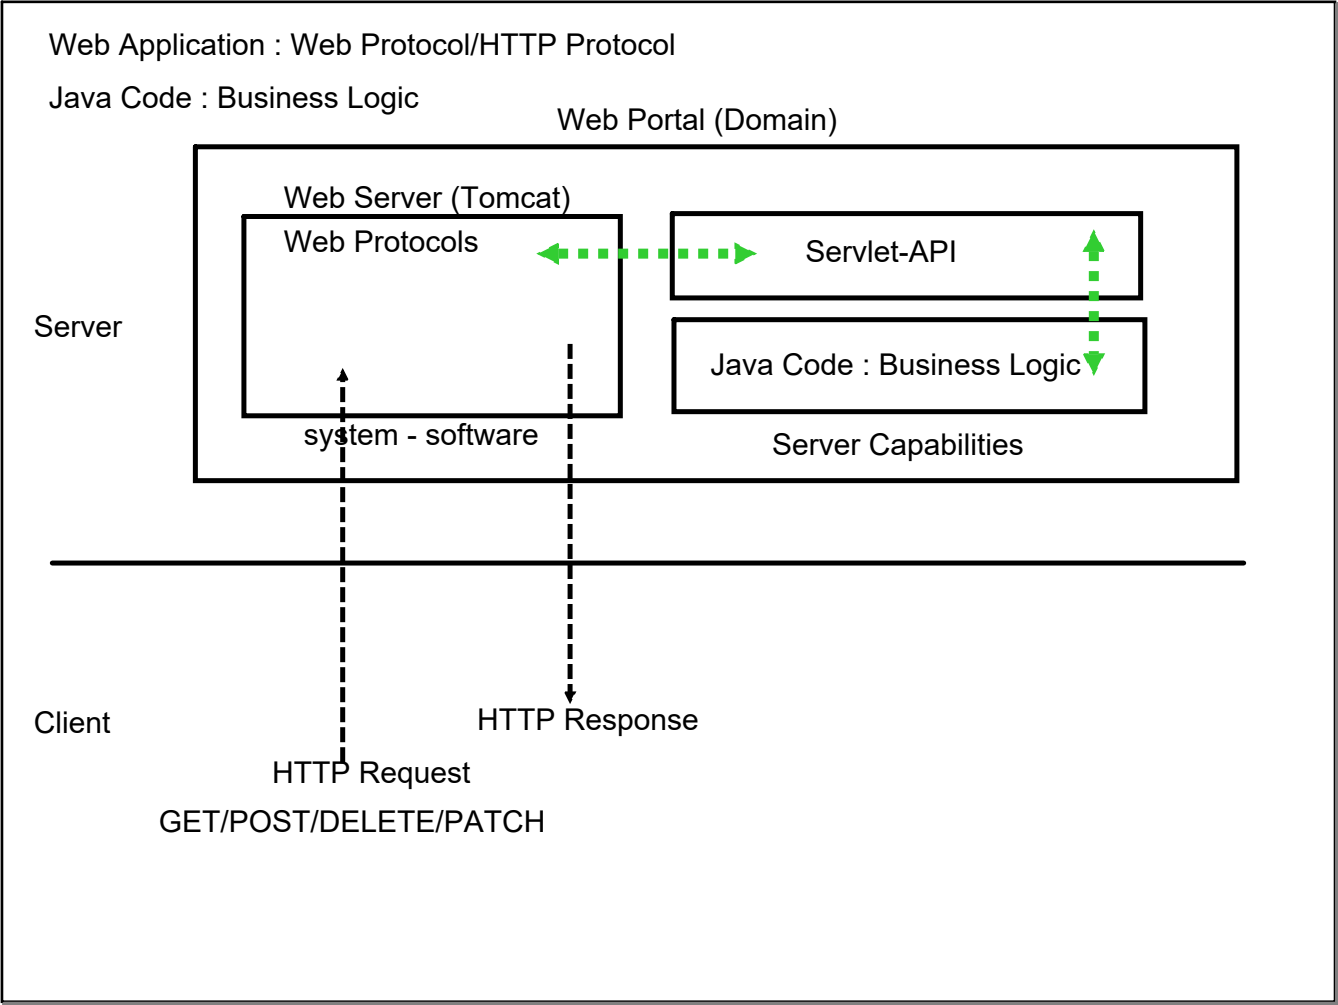 Web Application : Web Protocol/HTTP Protocol
Java Code : Business Logic
Web Portal (Domain)
Web Server (Tomcat)
Web Protocols
Servlet-API
Server
Java Code : Business Logic
system - software
Server Capabilities
Client
HTTP Response
HTTP Request
GET/POST/DELETE/PATCH